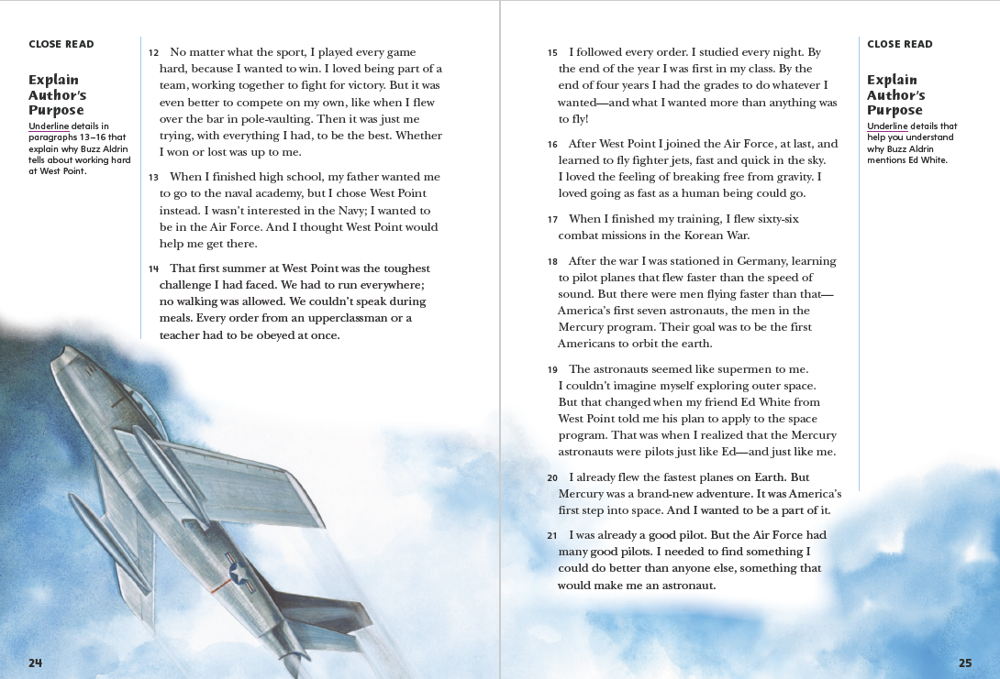 CLOSE READ
Explain
Author's
Purpose
Underline details in
paragraphs 13–16 that
explain why Buzz Aldrin
tells about working hard
at West Point.
12 No matter what the sport, I played every game
hard, because I wanted to win. I loved being part of a
team, working together to fight for victory. But it was
even better to compete on my own, like when I flew
over the bar in pole-vaulting. Then it was just me
trying, with everything I had, to be the best. Whether
I won or lost was up to me.
13 When I finished high school, my father wanted me
to go to the naval academy, but I chose West Point
instead. I wasn't interested in the Navy; I wanted to
be in the Air Force. And I thought West Point would
help me get there.
14 That first summer at West Point was the toughest
challenge I had faced. We had to run everywhere;
no walking was allowed. We couldn't speak during
meals. Every order from an upperclassman or a
teacher had to be obeyed at once.
24
15 I followed every order. I studied every night. By
the end of the year I was first in my class. By the
end of four years I had the grades to do whatever I
wanted—and what I wanted more than anything was
to fly!
16 After West Point I joined the Air Force, at last, and
learned to fly fighter jets, fast and quick in the sky.
I loved the feeling of breaking free from gravity. I
loved going as fast as a human being could go.
17 When I finished my training, I flew sixty-six
combat missions in the Korean War.
18 After the war I was stationed in Germany, learning
to pilot planes that flew faster than the speed of
sound. But there were men flying faster than that—
America's first seven astronauts, the men in the
Mercury program. Their goal was to be the first
Americans to orbit the earth.
19 The astronauts seemed like supermen to me.
I couldn't imagine myself exploring outer space.
But that changed when my friend Ed White from
West Point told me his plan to apply to the space
program. That was when I realized that the Mercury
astronauts were pilots just like Ed—and just like me.
20 I already flew the fastest planes on Earth. But
Mercury was a brand-new adventure. It was America's
first step into space. And I wanted to be a part of it.
21 I was already a good pilot. But the Air Force had
many good pilots. I needed to find something I
could do better than anyone else, something that
would make me an astronaut.
CLOSE READ
Explain
Author's
Purpose
Underline details that
help you understand
why Buzz Aldrin
mentions Ed White.
25